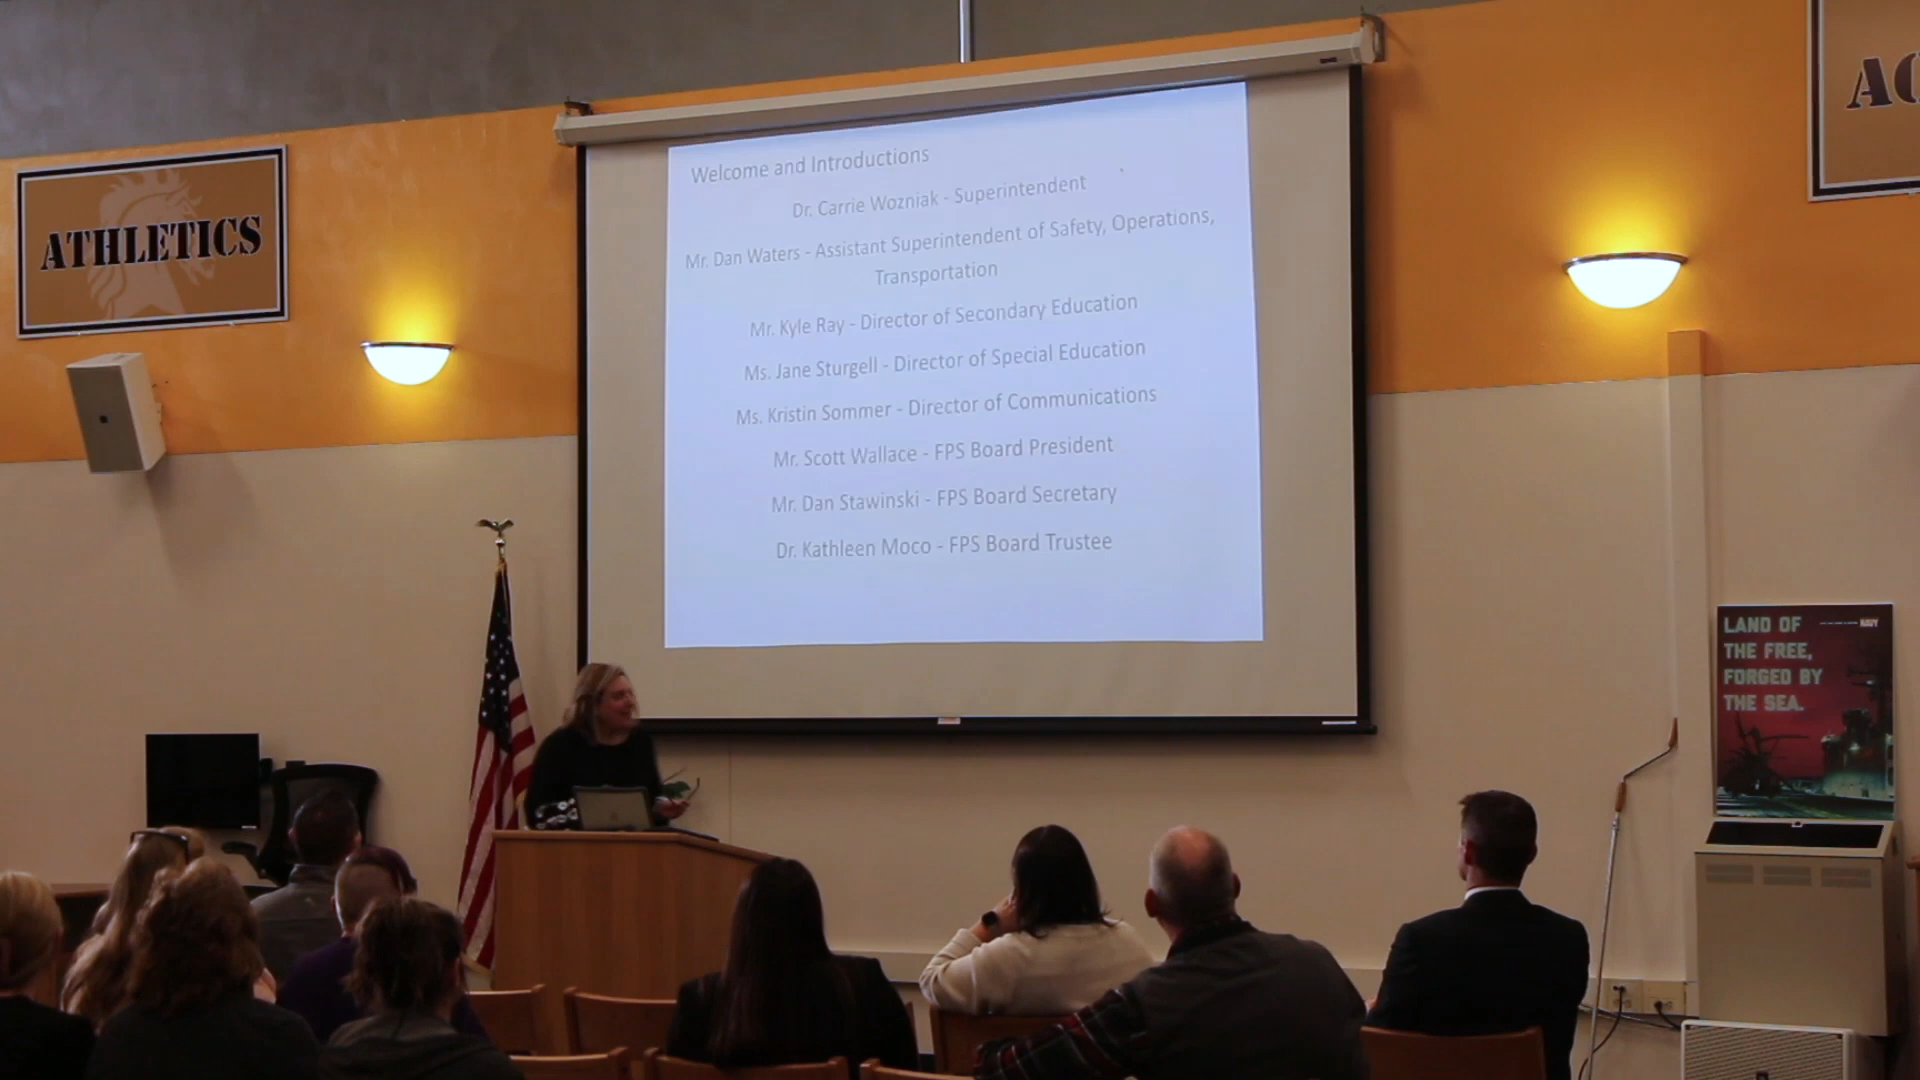 ATHLETICS
AC
Welcome and Introductions
Dr. Carrie Wozniak - Superintendent
Mr. Dan Waters - Assistant Superintendent of Safety, Operations,
Transportation
Mr. Kyle Ray - Director of Secondary Education
Ms. Jane Sturgell - Director of Special Education
Ms. Kristin Sommer - Director of Communications
Mr. Scott Wallace - FPS Board President
Mr. Dan Stawinski - FPS Board Secretary
Dr. Kathleen Moco - FPS Board Trustee
LAND OF
THE FREE,
FORGED BY
THE SEA.
NAVY